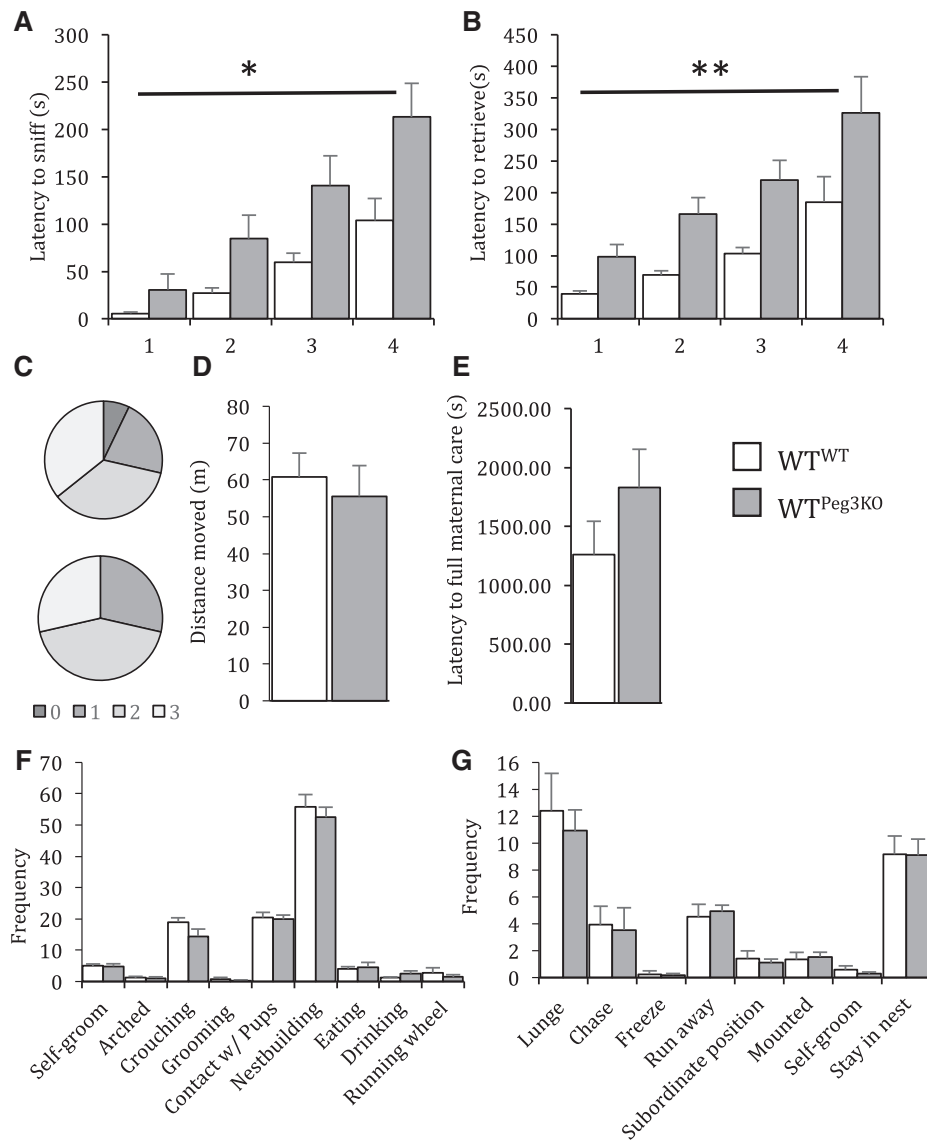 A
Latency to sniff (s)
300
250
200
150
100
50
0
*
1 2 3 4
B
Latency to retrieve(s)
450
400
350
300
250
200
150
100
50
0
**
1 2 3 4
C
0 1 2 3
D
Distance moved (m)
80
70
60
50
40
30
20
10
0
E
Latency to full maternal care (s)
2500.00
2000.00
1500.00
1000.00
500.00
0.00
WT^WT
WT^Peg3KO
F
Frequency
70
60
50
40
30
20
10
0
Self-groom
Arched
Crouching
Grooming
Contact w/ Pups
Nestbuilding
Eating
Drinking
Running wheel
G
Frequency
16
14
12
10
8
6
4
2
0
Lunge
Chase
Freeze
Run away
Subordinate position
Mounted
Self-groom
Stay in nest